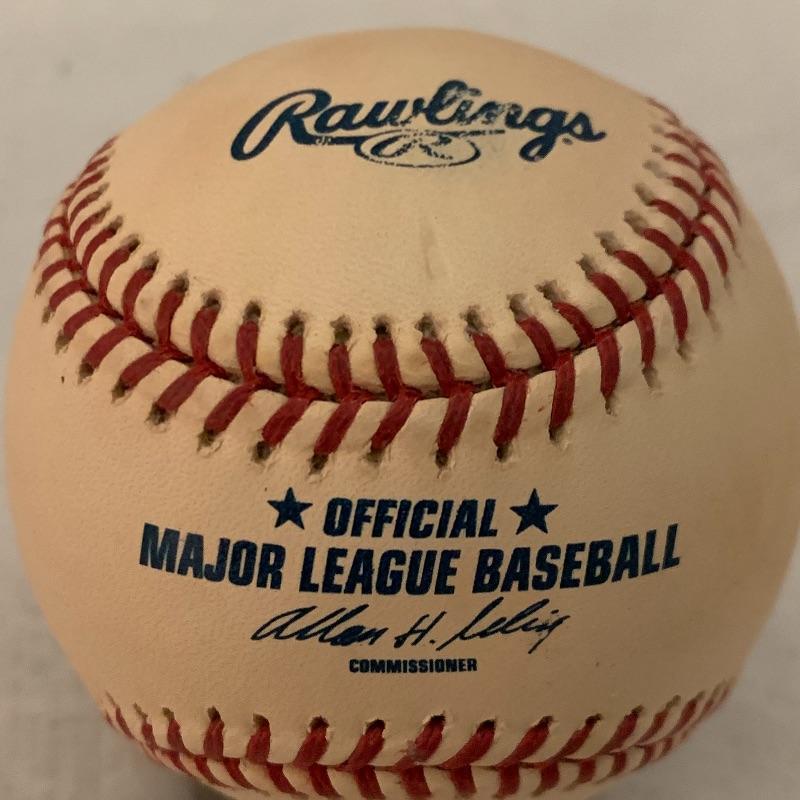 Rawlings
R
★ OFFICIAL ★
MAJOR LEAGUE BASEBALL
Allan H. Selig
COMMISSIONER